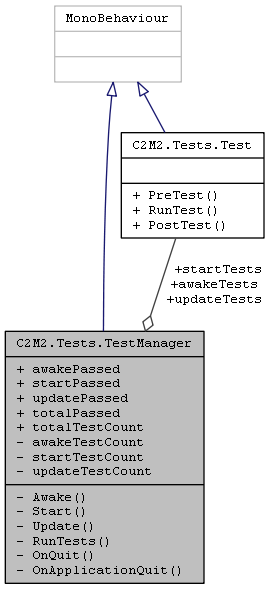 MonoBehaviour
C2M2.Tests.Test
+ PreTest()
+ RunTest()
+ PostTest()
+startTests
+awakeTests
+updateTests
C2M2.Tests.TestManager
+ awakePassed
+ startPassed
+ updatePassed
+ totalPassed
+ totalTestCount
- awakeTestCount
- startTestCount
- updateTestCount
- Awake()
- Start()
- Update()
- RunTests()
- OnQuit()
- OnApplicationQuit()